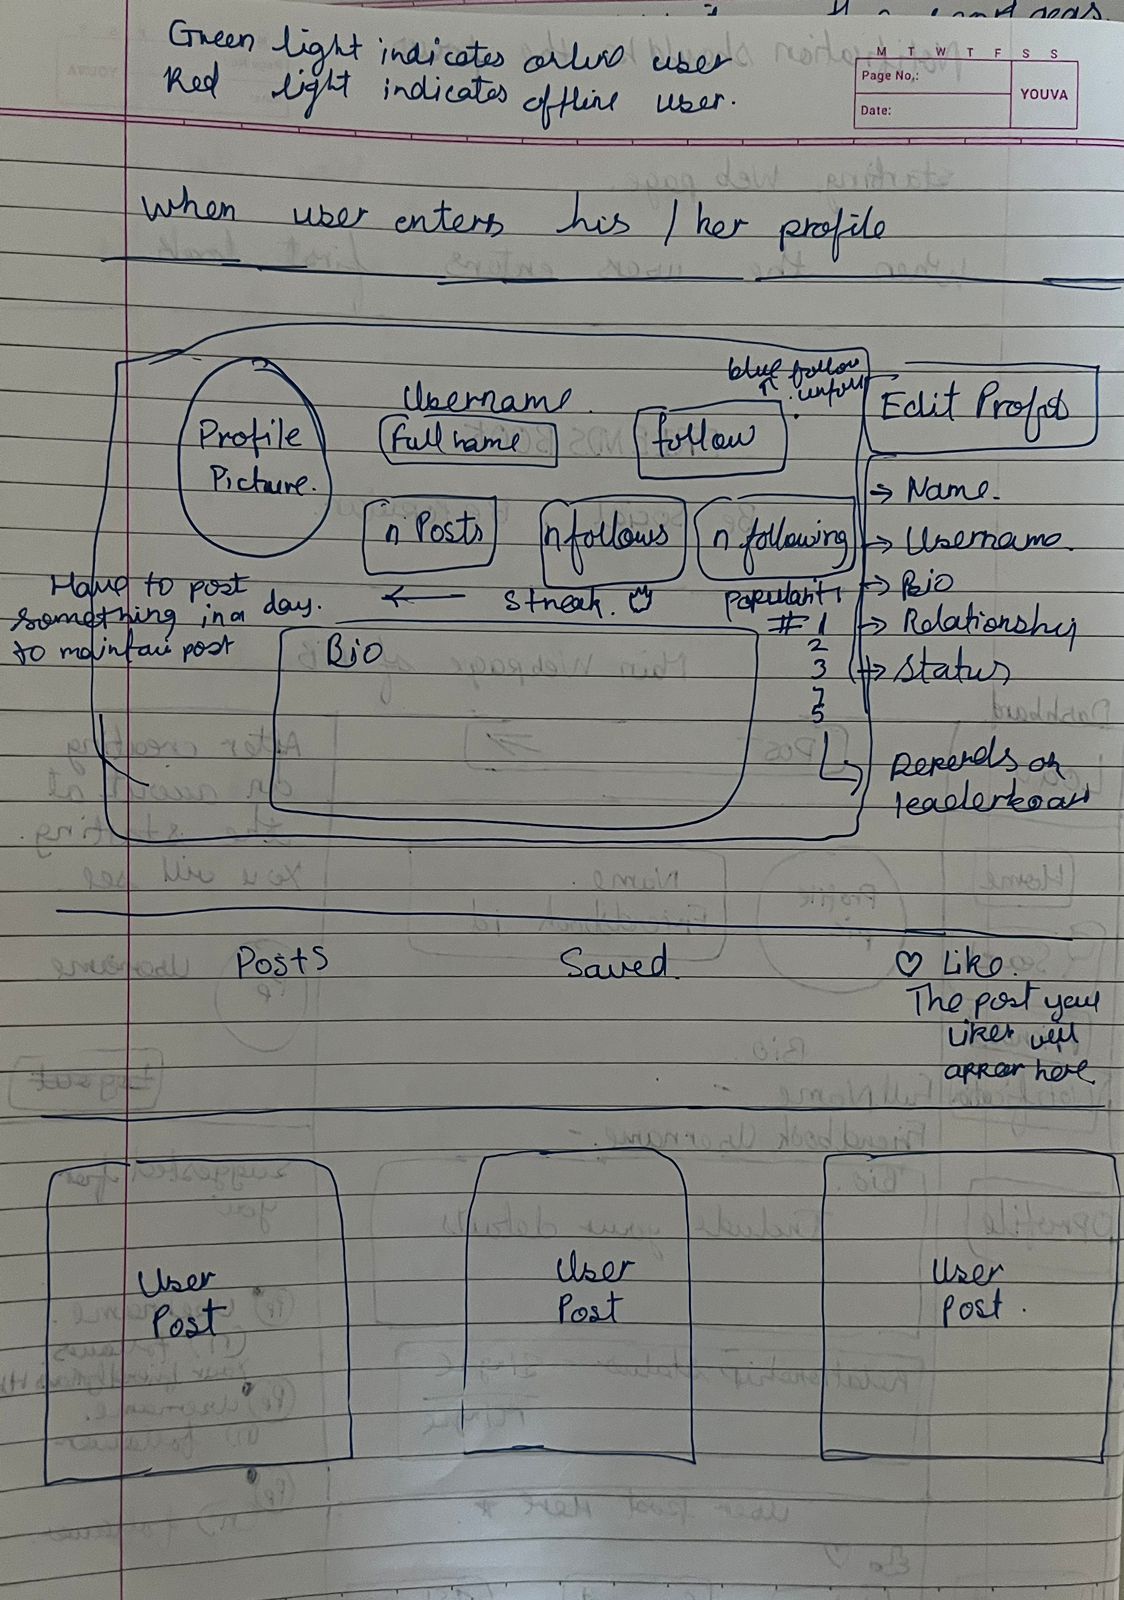 Green light indicates online user
Red light indicates offline user.
M T W T F S S
Page No.:
Date:
YOUVA
when user enters his / her profile
blue follow
Username.
Edit Profile
Full name
follow
Profile
Picture.
n Posts
n follows
n following
→ Name.
→ Username.
→ Bio
→ Relationship
→ Status
Have to post
something in a day.
to maintain post
← Streak.
Popularity
# 1
2
3
5
Bio
Depends on
leaderboard
Posts
Saved.
♡ Like.
The post you
likes will
appear here
User
Post
User
Post
User
Post.